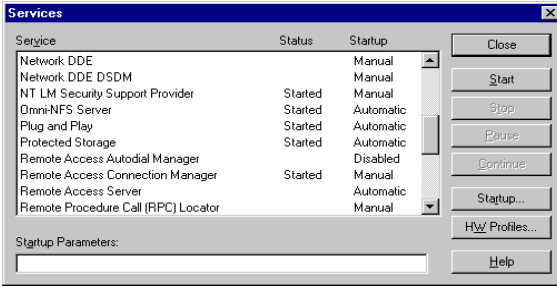 Services
Service Status Startup
Network DDE Manual
Network DDE DSDM Manual
NT LM Security Support Provider Started Manual
Omni-NFS Server Started Automatic
Plug and Play Started Automatic
Protected Storage Started Automatic
Remote Access Autodial Manager Disabled
Remote Access Connection Manager Started Manual
Remote Access Server Automatic
Remote Procedure Call (RPC) Locator Manual
Startup Parameters:
Close
Start
Stop
Pause
Continue
Startup...
HW Profiles...
Help